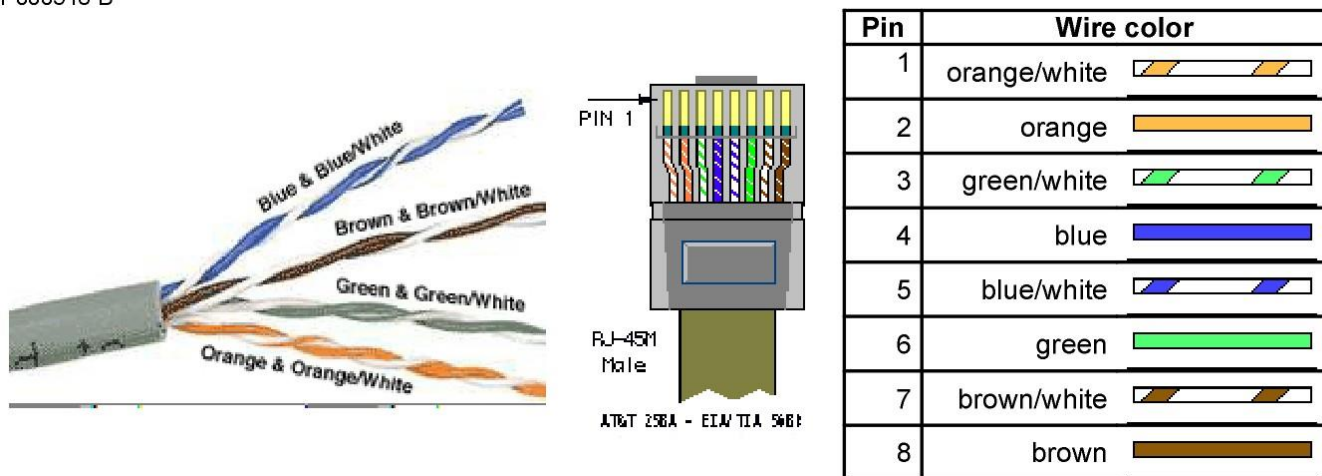 Blue & Blue/White
Brown & Brown/White
Green & Green/White
Orange & Orange/White
PIN 1
RJ-45M
Male
AT&T 258A - EIA/TIA
Pin Wire color
1 orange/white
2 orange
3 green/white
4 blue
5 blue/white
6 green
7 brown/white
8 brown